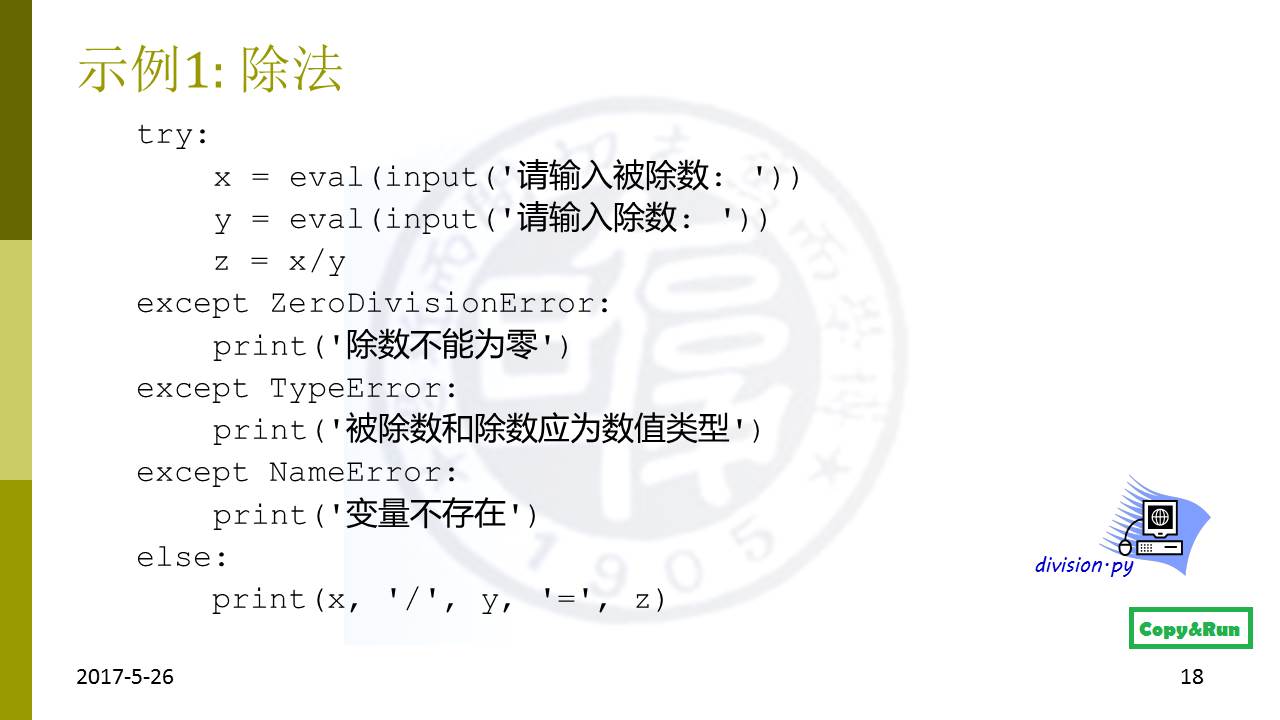 示例1: 除法
try:
    x = eval(input('请输入被除数: '))
    y = eval(input('请输入除数: '))
    z = x/y
except ZeroDivisionError:
    print('除数不能为零')
except TypeError:
    print('被除数和除数应为数值类型')
except NameError:
    print('变量不存在')
else:
    print(x, '/', y, '=', z)
1905
division.py
Copy&Run
2017-5-26
18